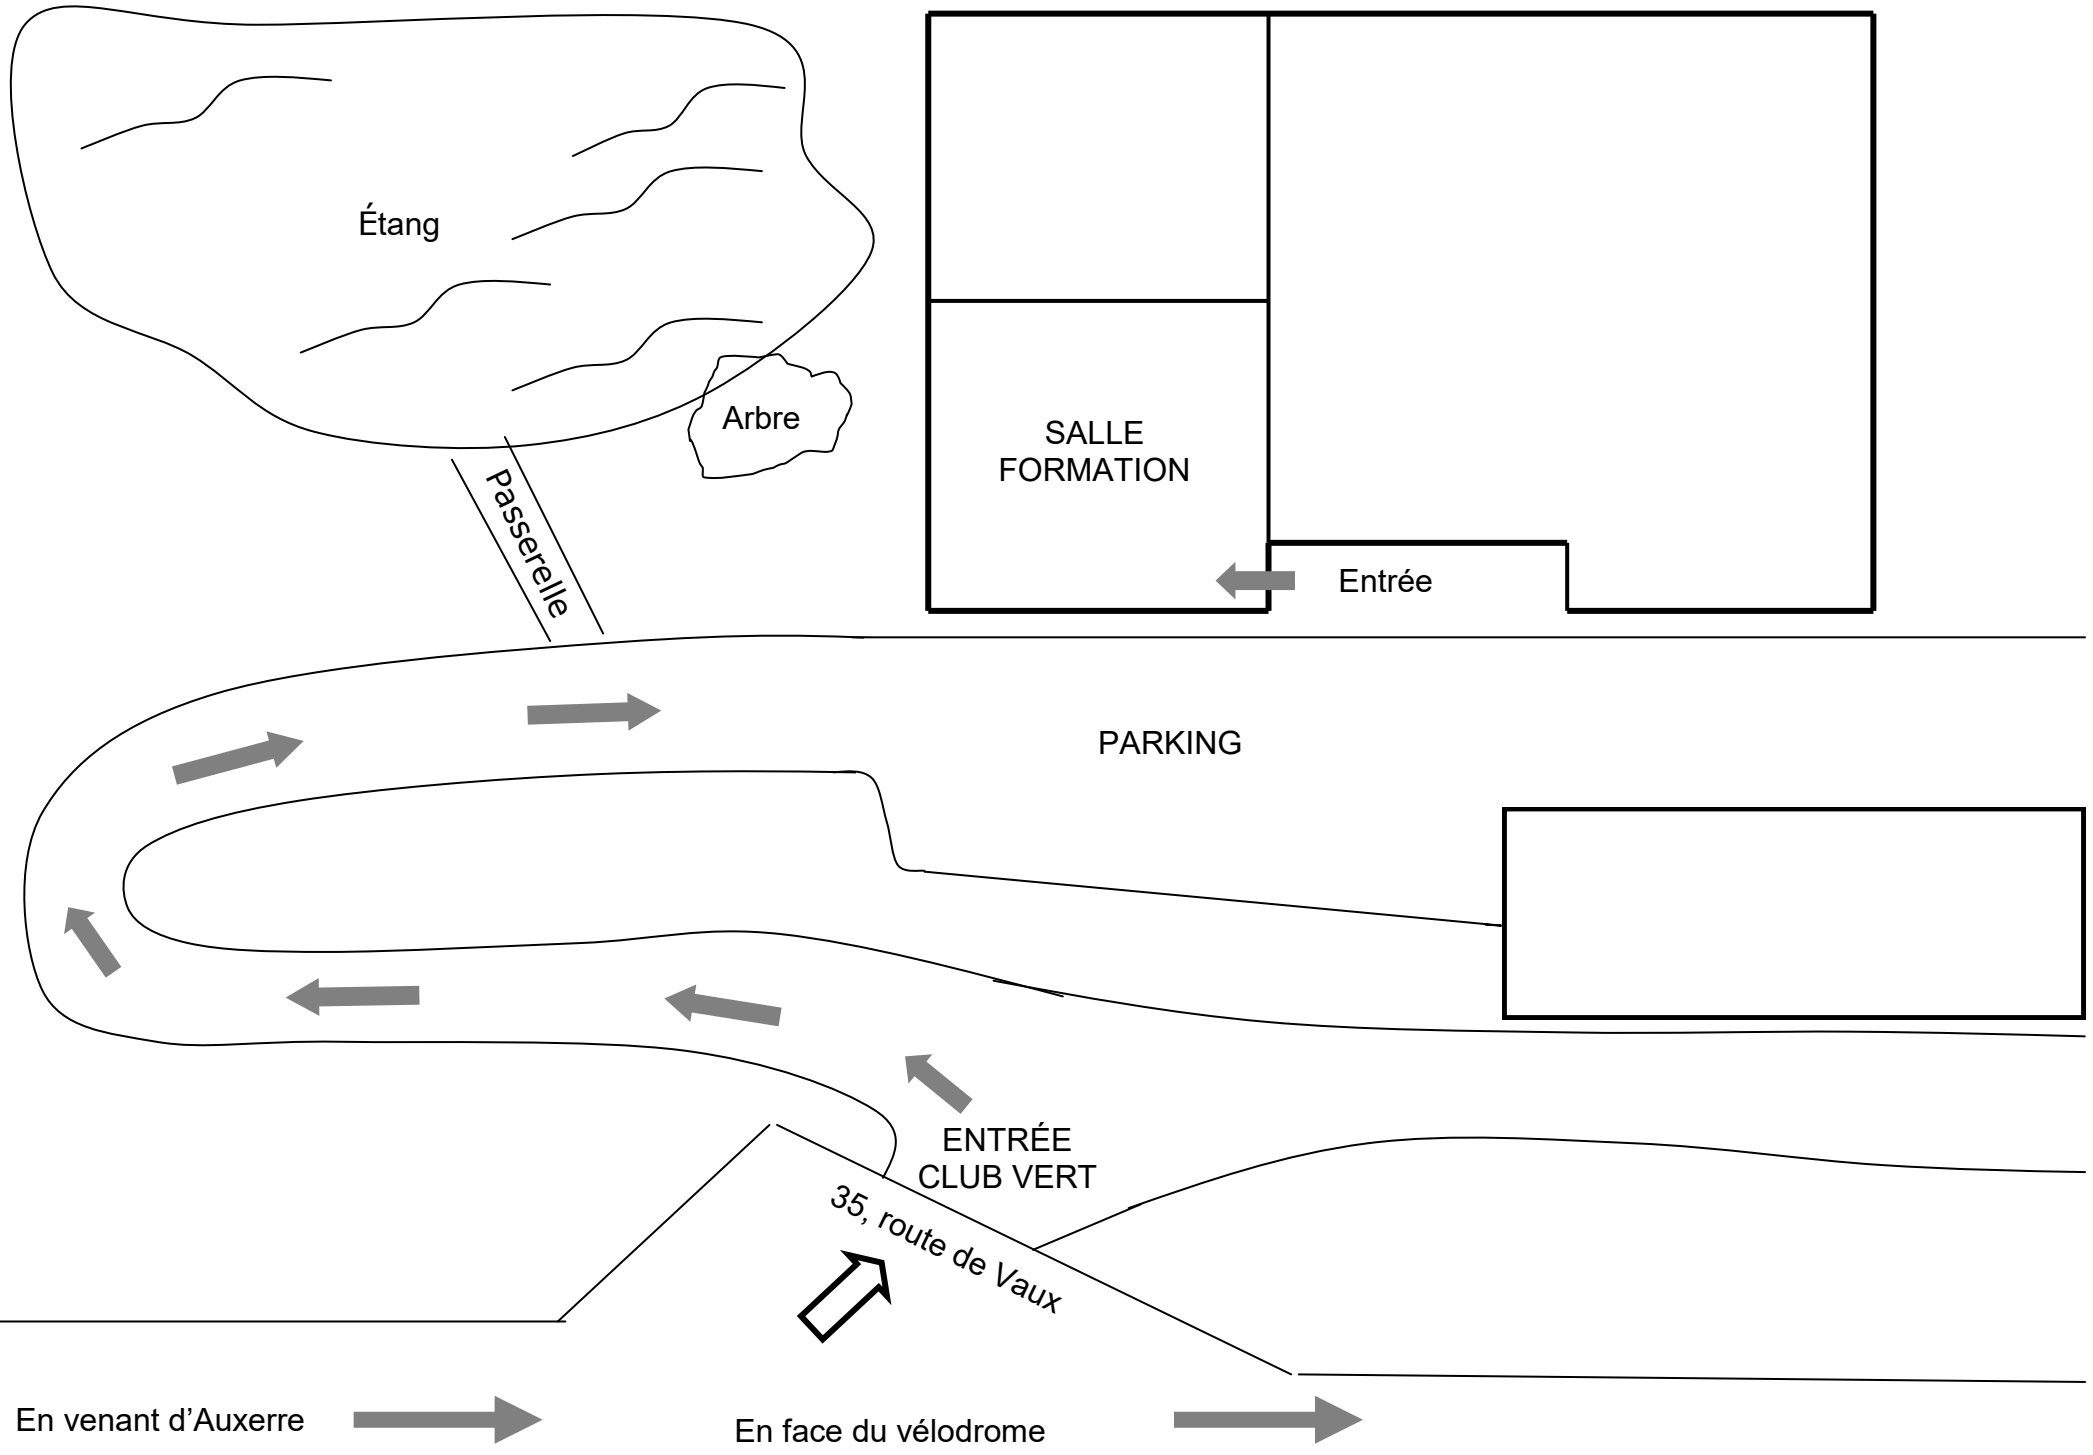 Étang
Arbre
SALLE
FORMATION
Passerelle
Entrée
PARKING
ENTRÉE
CLUB VERT
35, route de Vaux
En venant d’Auxerre
En face du vélodrome